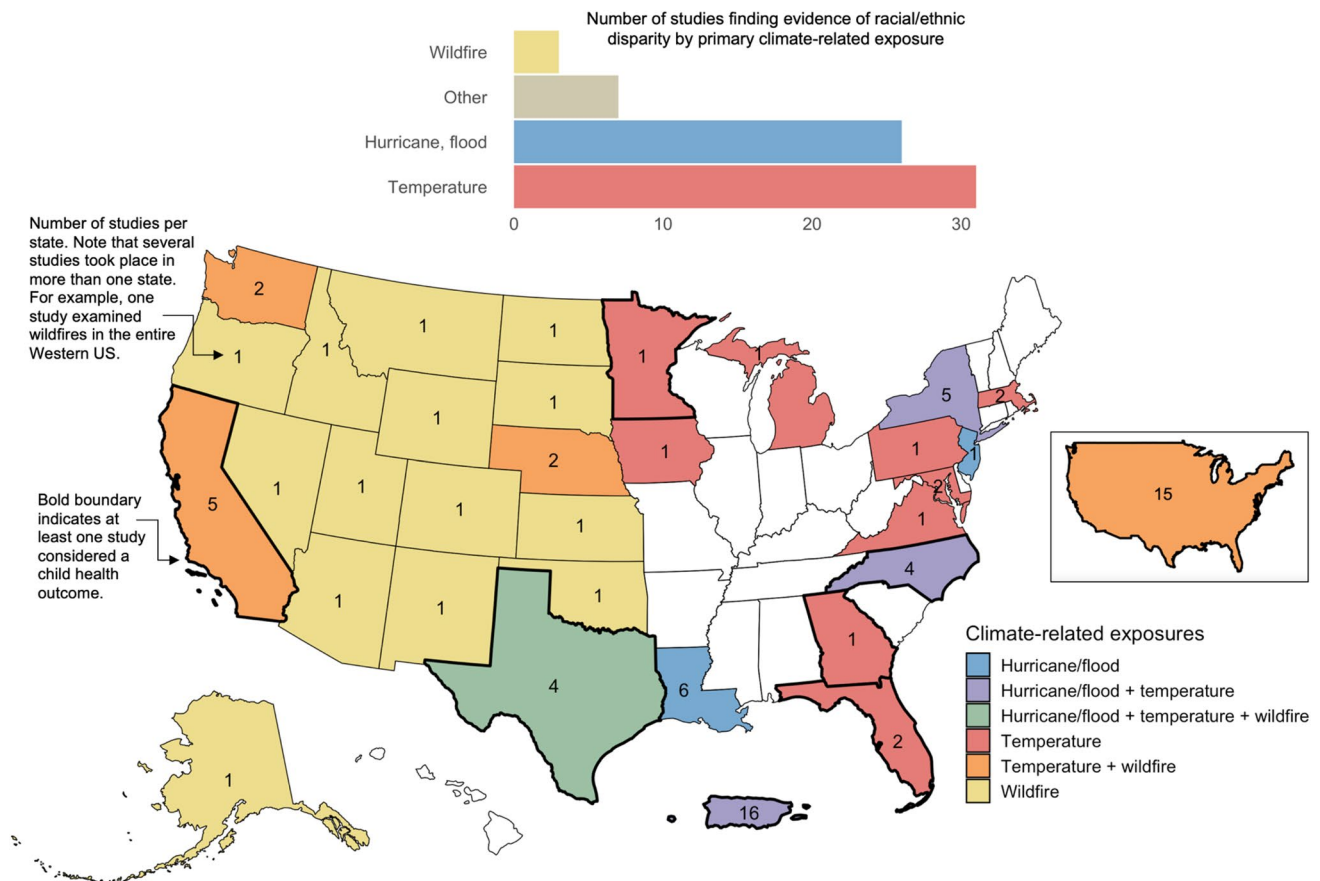 Number of studies finding evidence of racial/ethnic
disparity by primary climate-related exposure
Wildfire
Other
Hurricane, flood
Temperature
0
10
20
30
Number of studies per
state. Note that several
studies took place in
more than one state.
For example, one
study examined
wildfires in the entire
Western US.
Bold boundary
indicates at
least one study
considered a
child health
outcome.
2
1
1
1
1
1
1
1
1
1
5
2
5
2
1
1
1
15
1
1
1
2
1
2
1
1
1
1
4
1
4
6
2
1
16
Climate-related exposures
Hurricane/flood
Hurricane/flood + temperature
Hurricane/flood + temperature + wildfire
Temperature
Temperature + wildfire
Wildfire